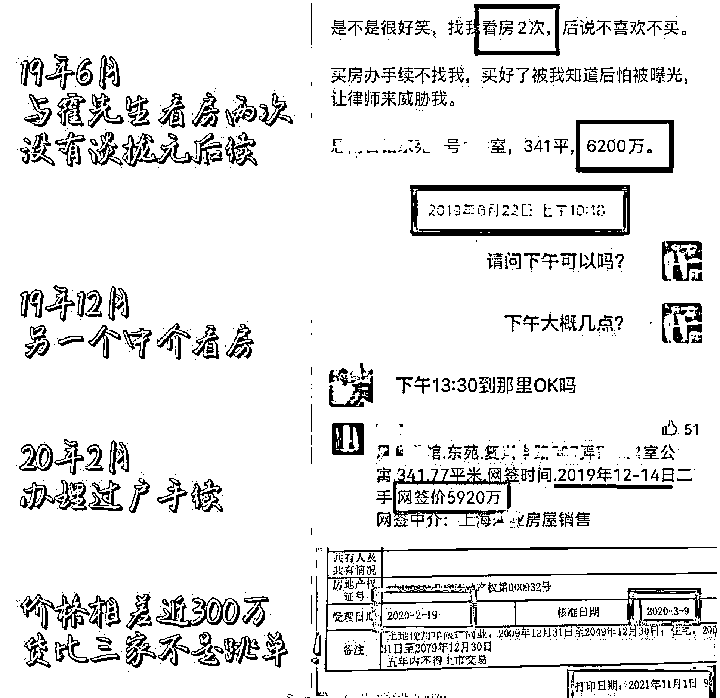 19年6月
与霍先生看房两次
没有谈拢无后续
是不是很好笑，找我看房2次，后说不喜欢不买。
买房办手续不找我，买好了被我知道后怕被曝光，
让律师来威胁我。
号 室，341平，6200万。
2019年6月22日 上午10:18
请问下午可以吗？
下午大概几点？
19年12月
另一个中介看房
下午13:30到那里OK吗
51
馆.东苑.复兴 室公
寓.341.77平米.网签时间.2019年12-14日二
手 网签价5920万
网签中介：上海 房屋销售
20年2月
办理过户手续
共有人及
共有情况
房地产权
证号
产权第000932号
受理日期
2020-2-19
核准日期
2020-3-9
备注
2009年12月31日至2049年12月30日；住宅，
31日至2079年12月30日
五年内不得上市交易
打印日期：2021年11月1日
价格相差近300万
货比三家不是跳单